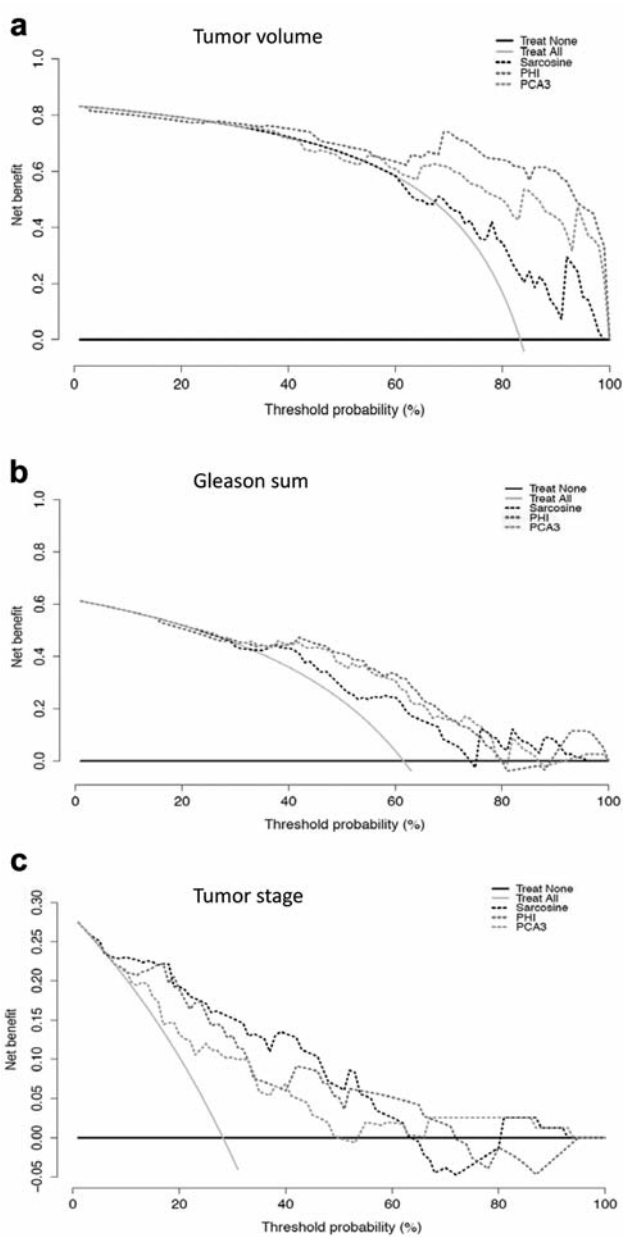 a
Tumor volume
Treat None
Treat All
Sarcosine
PHI
PCA3
Net benefit
1.0
0.8
0.6
0.4
0.2
0.0
0 20 40 60 80 100
Threshold probability (%)
b
Gleason sum
Treat None
Treat All
Sarcosine
PHI
PCA3
Net benefit
1.0
0.8
0.6
0.4
0.2
0.0
0 20 40 60 80 100
Threshold probability (%)
c
Tumor stage
Treat None
Treat All
Sarcosine
PHI
PCA3
Net benefit
0.30
0.25
0.20
0.15
0.10
0.05
0.00
−0.05
0 20 40 60 80 100
Threshold probability (%)